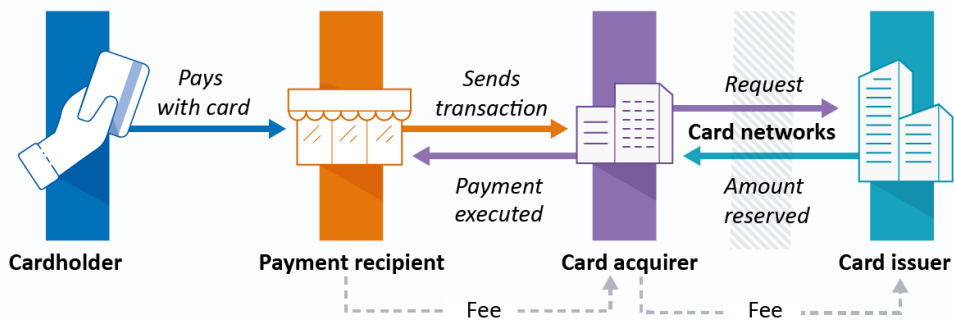 Pays
with card
Sends
transaction
Request
Card networks
Payment
executed
Amount
reserved
Cardholder
Payment recipient
Card acquirer
Card issuer
Fee
Fee